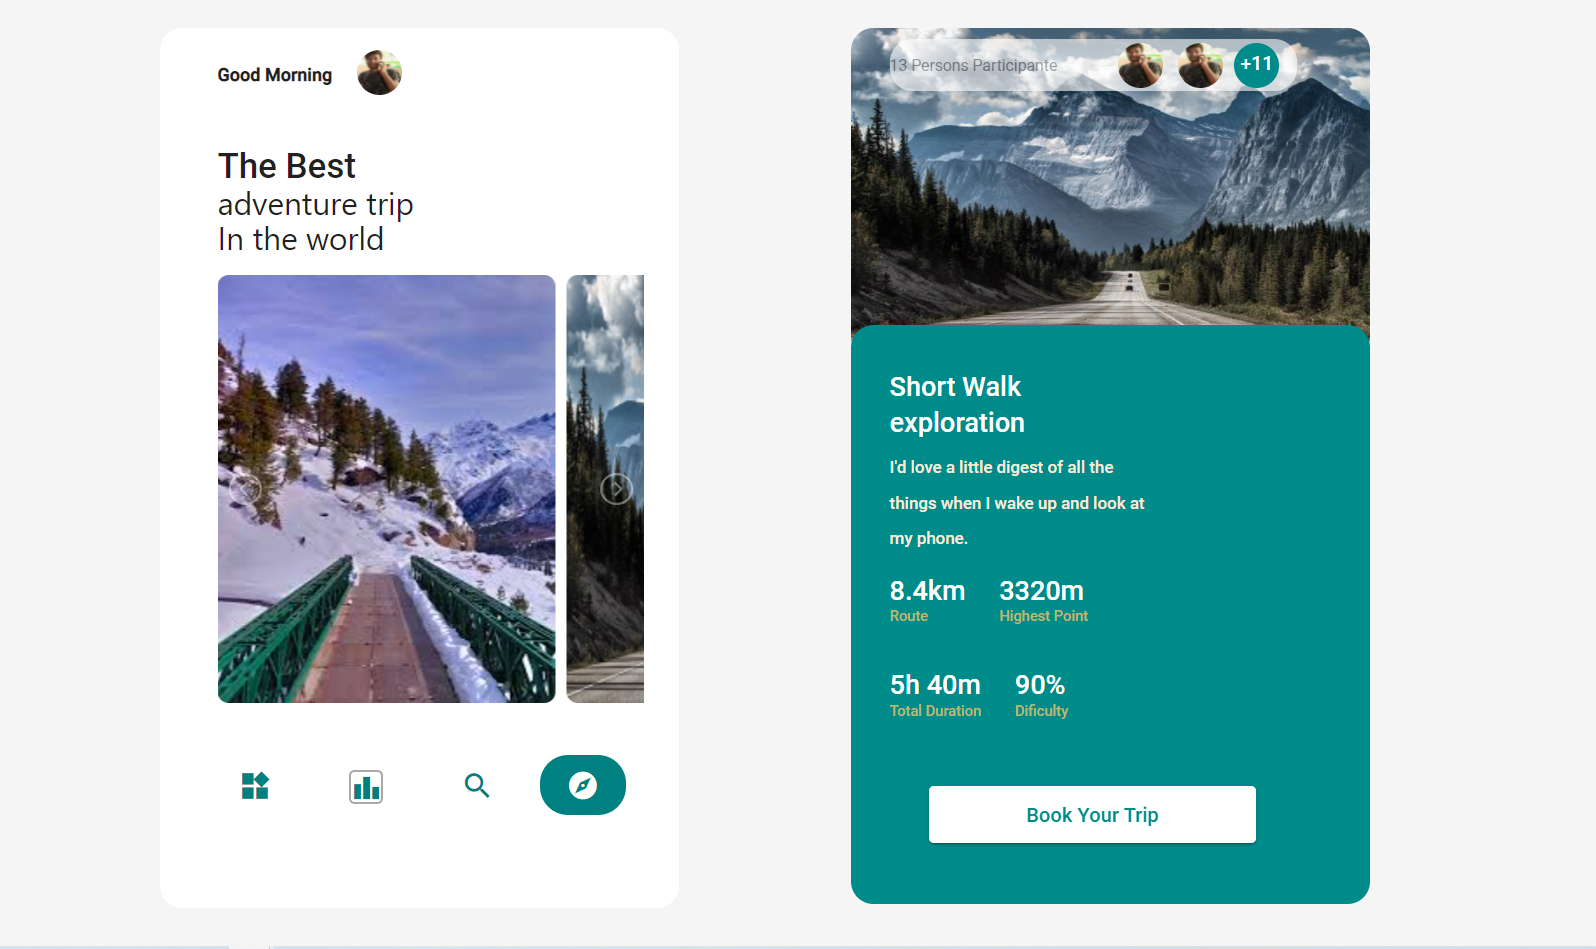 Good Morning
The Best
adventure trip
In the world
13 Persons Participante
+11
Short Walk
exploration
I'd love a little digest of all the
things when I wake up and look at
my phone.
8.4km 3320m
Route Highest Point
5h 40m 90%
Total Duration Dificulty
Book Your Trip